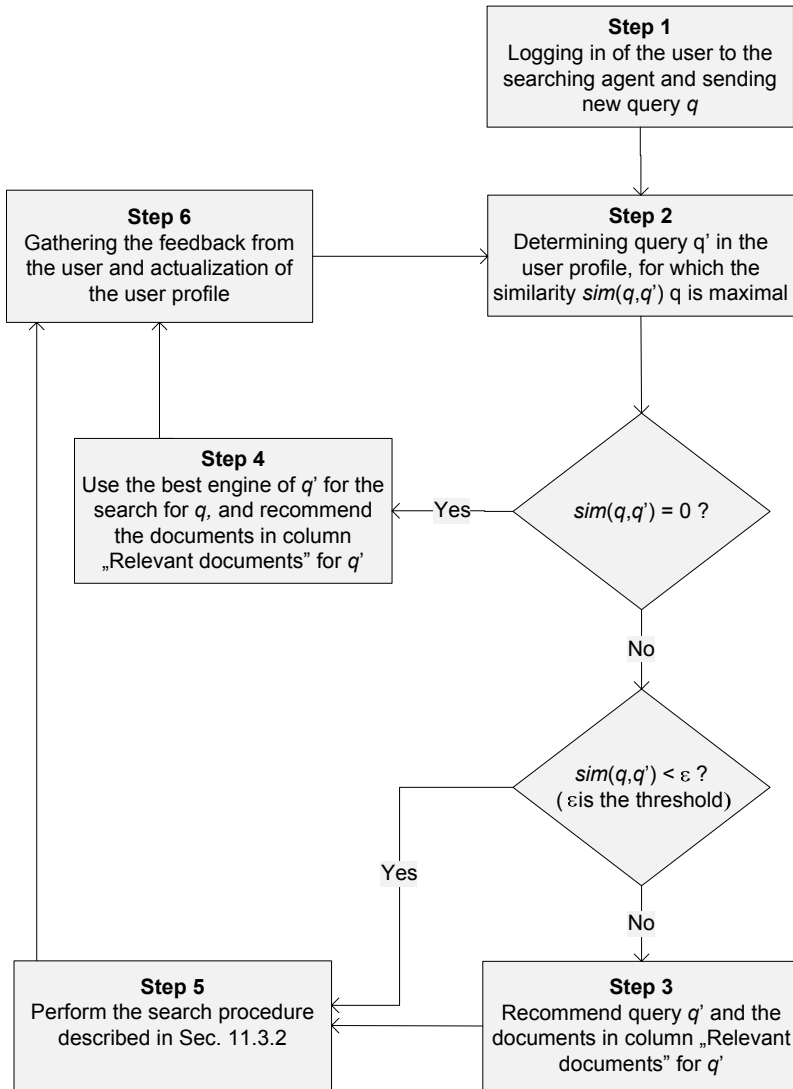 Step 1
Logging in of the user to the
searching agent and sending
new query q
Step 6
Gathering the feedback from
the user and actualization of
the user profile
Step 2
Determining query q’ in the
user profile, for which the
similarity sim(q,q’) q is maximal
Step 4
Use the best engine of q’ for the
search for q, and recommend
the documents in column
„Relevant documents” for q’
Yes
sim(q,q’) = 0 ?
No
sim(q,q’) < ε ?
( εis the threshold)
Yes
No
Step 5
Perform the search procedure
described in Sec. 11.3.2
Step 3
Recommend query q’ and the
documents in column „Relevant
documents” for q’